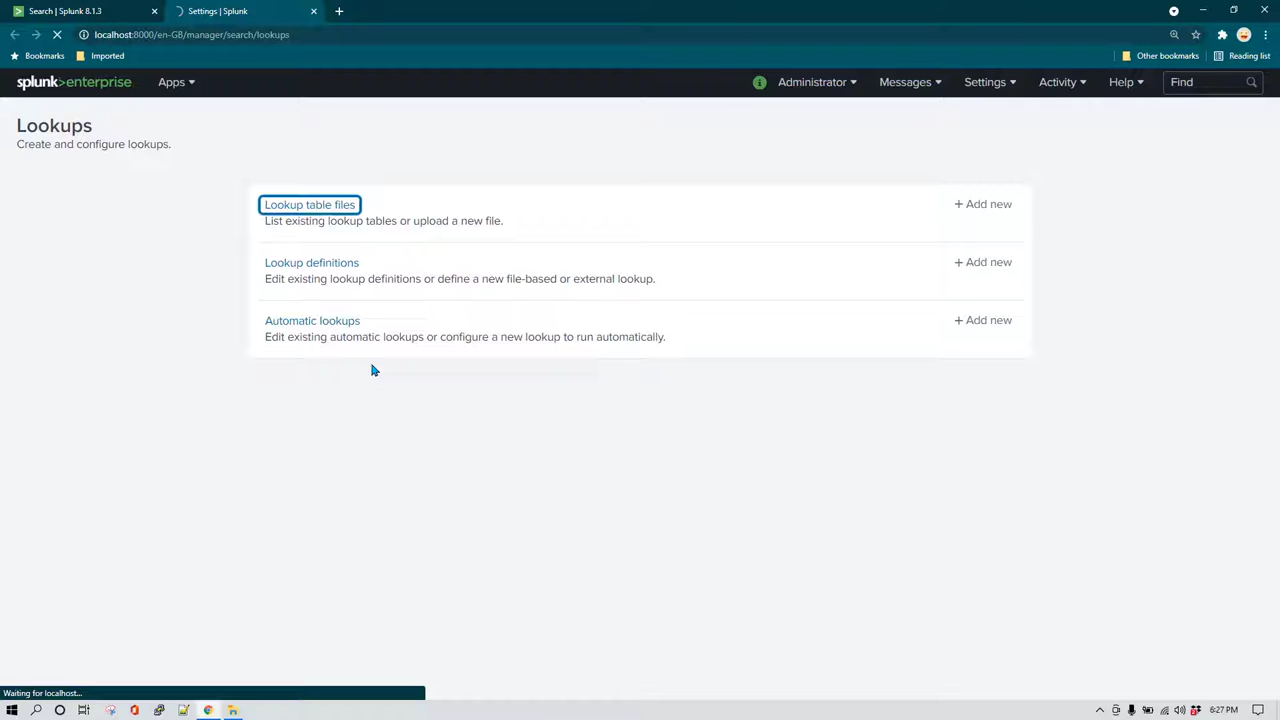 Search | Splunk 8.1.3
Settings | Splunk
localhost:8000/en-GB/manager/search/lookups
Bookmarks
Imported
Other bookmarks
Reading list
splunk>enterprise
Apps
Administrator
Messages
Settings
Activity
Help
Find
Lookups
Create and configure lookups.
Lookup table files
+ Add new
List existing lookup tables or upload a new file.
Lookup definitions
+ Add new
Edit existing lookup definitions or define a new file-based or external lookup.
Automatic lookups
+ Add new
Edit existing automatic lookups or configure a new lookup to run automatically.
Waiting for localhost...
6:27 PM